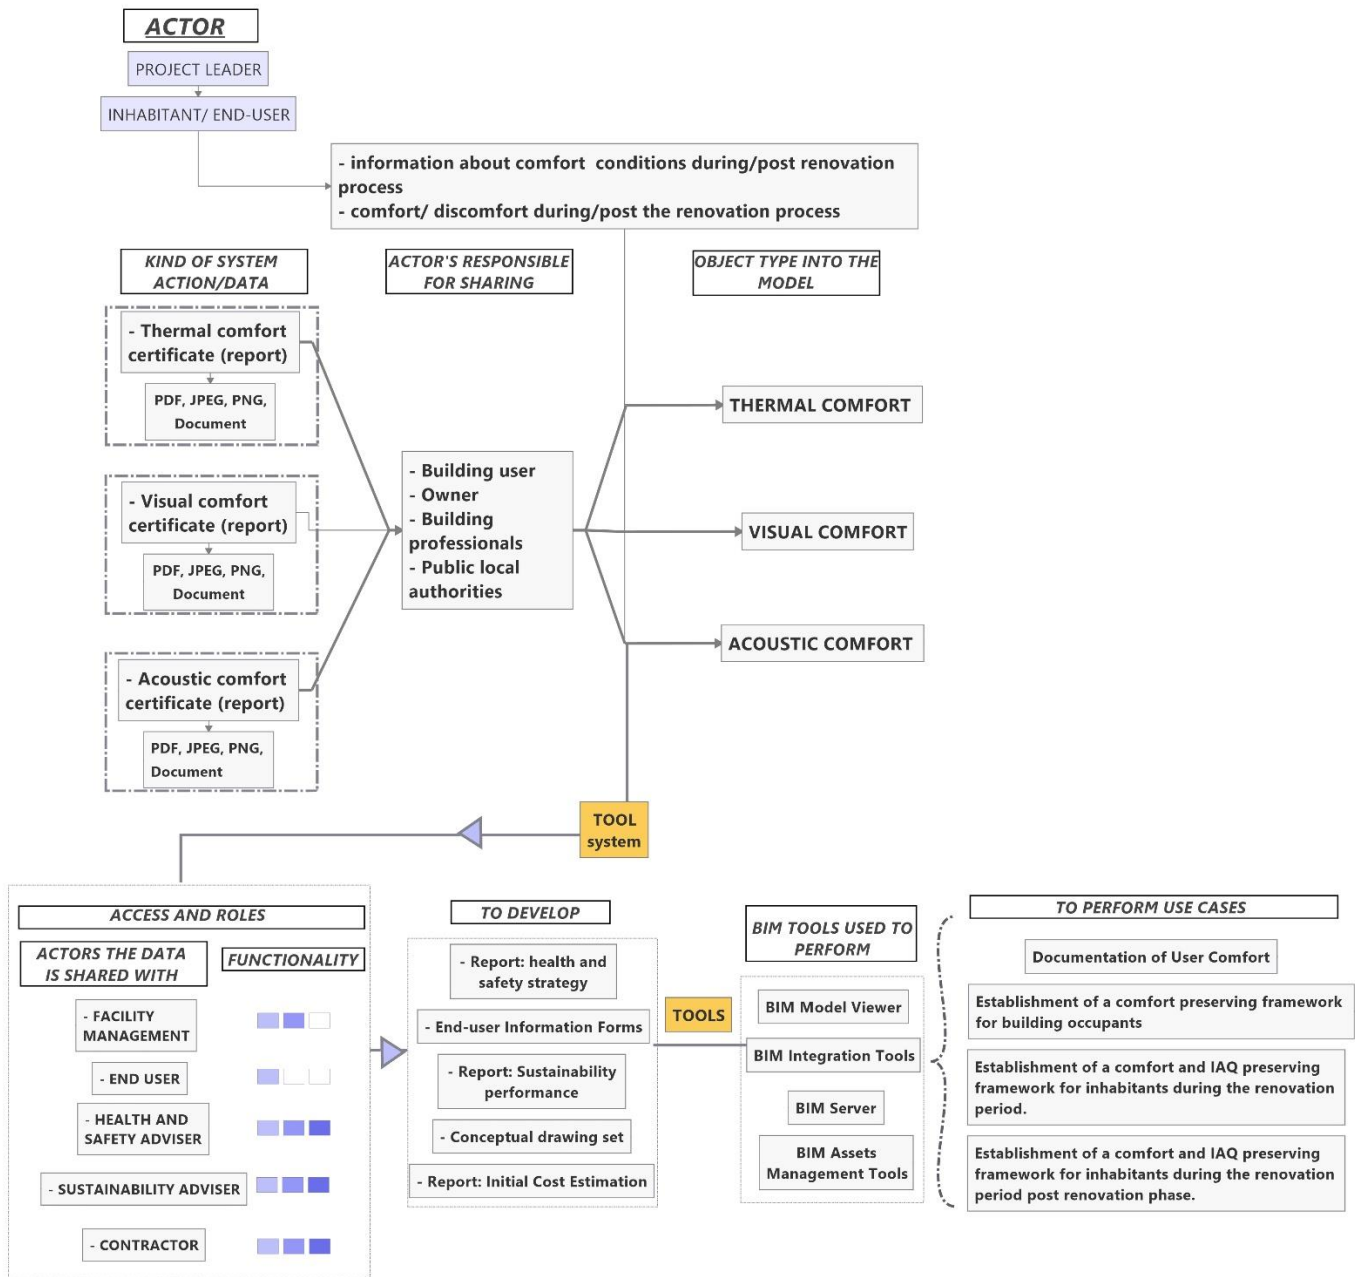 ACTOR
PROJECT LEADER
INHABITANT/ END-USER
- information about comfort conditions during/post renovation
process
- comfort/ discomfort during/post the renovation process
KIND OF SYSTEM
ACTION/DATA
ACTOR'S RESPONSIBLE
FOR SHARING
OBJECT TYPE INTO THE
MODEL
- Thermal comfort
certificate (report)
PDF, JPEG, PNG,
Document
- Visual comfort
certificate (report)
PDF, JPEG, PNG,
Document
- Acoustic comfort
certificate (report)
PDF, JPEG, PNG,
Document
- Building user
- Owner
- Building
professionals
- Public local
authorities
THERMAL COMFORT
VISUAL COMFORT
ACOUSTIC COMFORT
TOOL
system
ACCESS AND ROLES
ACTORS THE DATA
IS SHARED WITH
FUNCTIONALITY
- FACILITY
MANAGEMENT
- END USER
- HEALTH AND
SAFETY ADVISER
- SUSTAINABILITY ADVISER
- CONTRACTOR
TO DEVELOP
- Report: health and
safety strategy
- End-user Information Forms
- Report: Sustainability
performance
- Conceptual drawing set
- Report: Initial Cost Estimation
TOOLS
BIM TOOLS USED TO
PERFORM
BIM Model Viewer
BIM Integration Tools
BIM Server
BIM Assets
Management Tools
TO PERFORM USE CASES
Documentation of User Comfort
Establishment of a comfort preserving framework
for building occupants
Establishment of a comfort and IAQ preserving
framework for inhabitants during the renovation
period.
Establishment of a comfort and IAQ preserving
framework for inhabitants during the renovation
period post renovation phase.